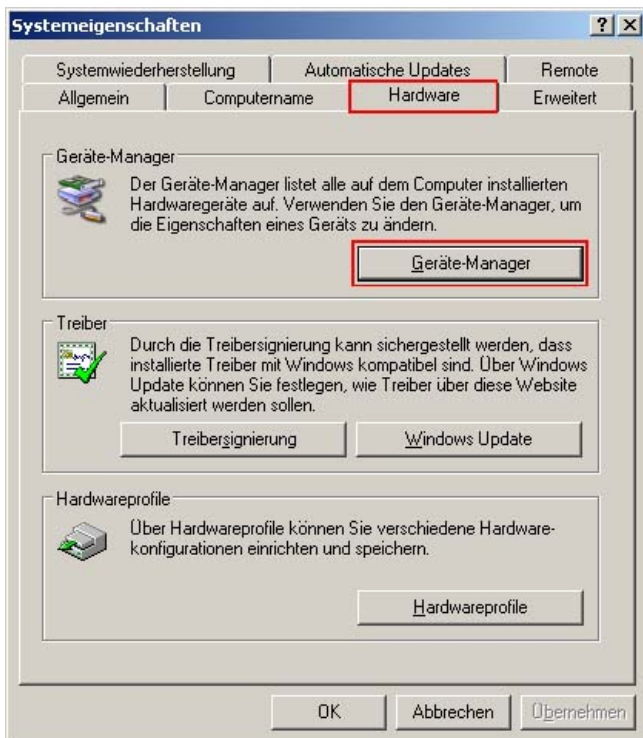 Systemeigenschaften
Systemwiederherstellung Automatische Updates Remote
Allgemein Computername Hardware Erweitert
Geräte-Manager
Der Geräte-Manager listet alle auf dem Computer installierten
Hardwaregeräte auf. Verwenden Sie den Geräte-Manager, um
die Eigenschaften eines Geräts zu ändern.
Geräte-Manager
Treiber
Durch die Treibersignierung kann sichergestellt werden, dass
installierte Treiber mit Windows kompatibel sind. Über Windows
Update können Sie festlegen, wie Treiber über diese Website
aktualisiert werden sollen.
Treibersignierung Windows Update
Hardwareprofile
Über Hardwareprofile können Sie verschiedene Hardware-
konfigurationen einrichten und speichern.
Hardwareprofile
OK Abbrechen Übernehmen